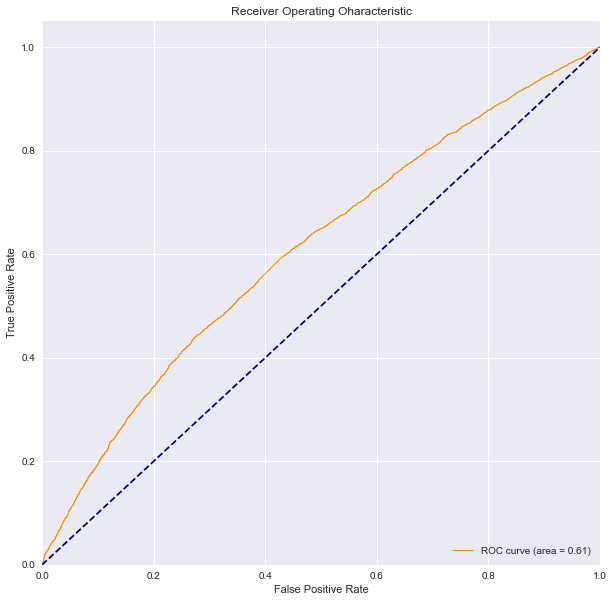 Receiver Operating Oharacteristic
1.0
0.8
0.6
0.4
0.2
0.0
True Positive Rate
ROC curve (area = 0.61)
0.0 0.2 0.4 0.6 0.8 1.0
False Positive Rate